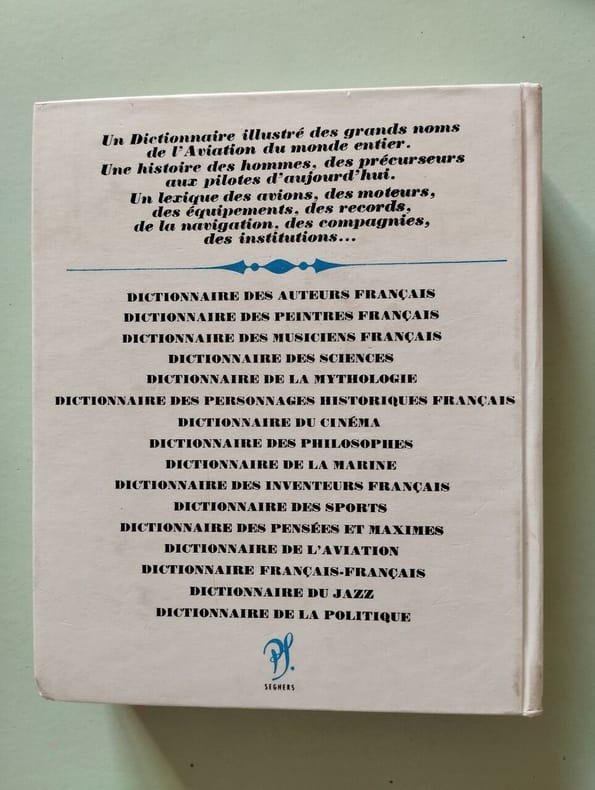 Un Dictionnaire illustré des grands noms
de l'Aviation du monde entier.
Une histoire des hommes, des précurseurs
aux pilotes d'aujourd'hui.
Un lexique des avions, des moteurs,
des équipements, des records,
de la navigation, des compagnies,
des institutions...
DICTIONNAIRE DES AUTEURS FRANÇAIS
DICTIONNAIRE DES PEINTRES FRANÇAIS
DICTIONNAIRE DES MUSICIENS FRANÇAIS
DICTIONNAIRE DES SCIENCES
DICTIONNAIRE DE LA MYTHOLOGIE
DICTIONNAIRE DES PERSONNAGES HISTORIQUES FRANÇAIS
DICTIONNAIRE DU CINÉMA
DICTIONNAIRE DES PHILOSOPHES
DICTIONNAIRE DE LA MARINE
DICTIONNAIRE DES INVENTEURS FRANÇAIS
DICTIONNAIRE DES SPORTS
DICTIONNAIRE DES PENSÉES ET MAXIMES
DICTIONNAIRE DE L'AVIATION
DICTIONNAIRE FRANÇAIS-FRANÇAIS
DICTIONNAIRE DU JAZZ
DICTIONNAIRE DE LA POLITIQUE
PS.
SEGHERS